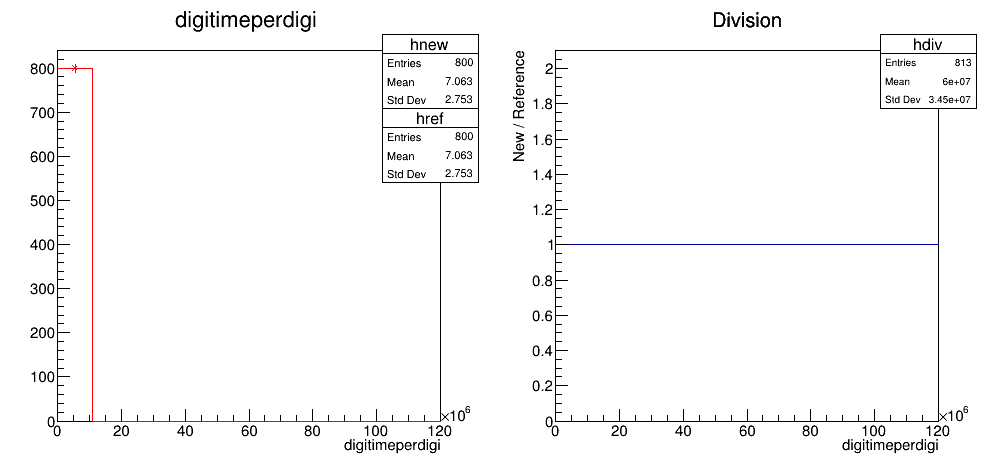 digitimeperdigi
hnew
Entries 800
Mean 7.063
Std Dev 2.753
href
Entries 800
Mean 7.063
Std Dev 2.753
800
700
600
500
400
300
200
100
0
0 20 40 60 80 100 120
×10⁶
digitimeperdigi
Division
hdiv
Entries 813
Mean 6e+07
Std Dev 3.45e+07
New / Reference
2
1.8
1.6
1.4
1.2
1
0.8
0.6
0.4
0.2
0
0 20 40 60 80 100 120
×10⁶
digitimeperdigi